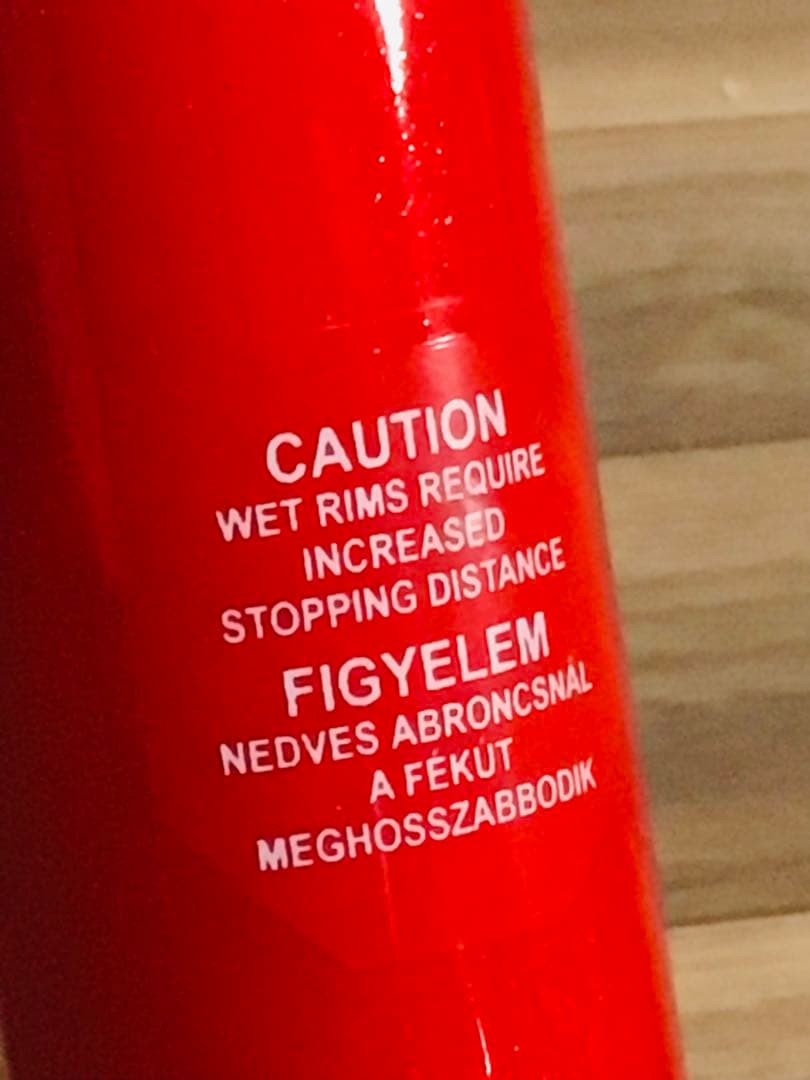 CAUTION
WET RIMS REQUIRE
INCREASED
STOPPING DISTANCE
FIGYELEM
NEDVES ABRONCSNÁL
A FÉKUT
MEGHOSSZABBODIK